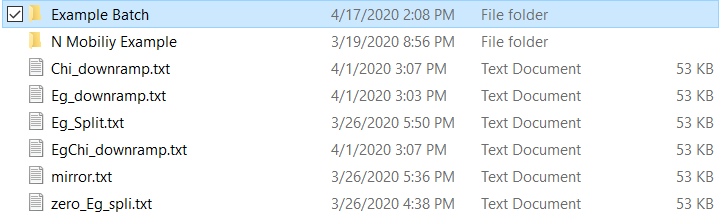 Example Batch 4/17/2020 2:08 PM File folder
N Mobiliy Example 3/19/2020 8:56 PM File folder
Chi_downramp.txt 4/1/2020 3:07 PM Text Document 53 KB
Eg_downramp.txt 4/1/2020 3:03 PM Text Document 53 KB
Eg_Split.txt 3/26/2020 5:50 PM Text Document 53 KB
EgChi_downramp.txt 4/1/2020 3:07 PM Text Document 53 KB
mirror.txt 3/26/2020 5:36 PM Text Document 53 KB
zero_Eg_spli.txt 3/26/2020 4:38 PM Text Document 53 KB